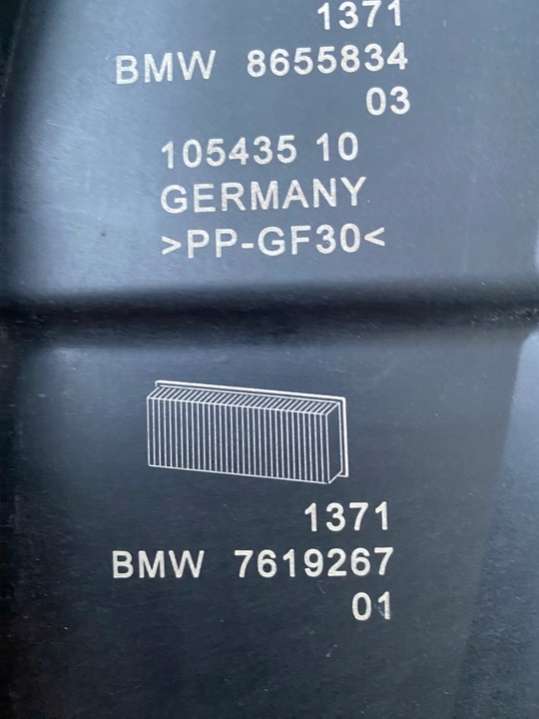 1371
BMW 8655834
03
105435 10
GERMANY
>PP-GF30<
1371
BMW 7619267
01